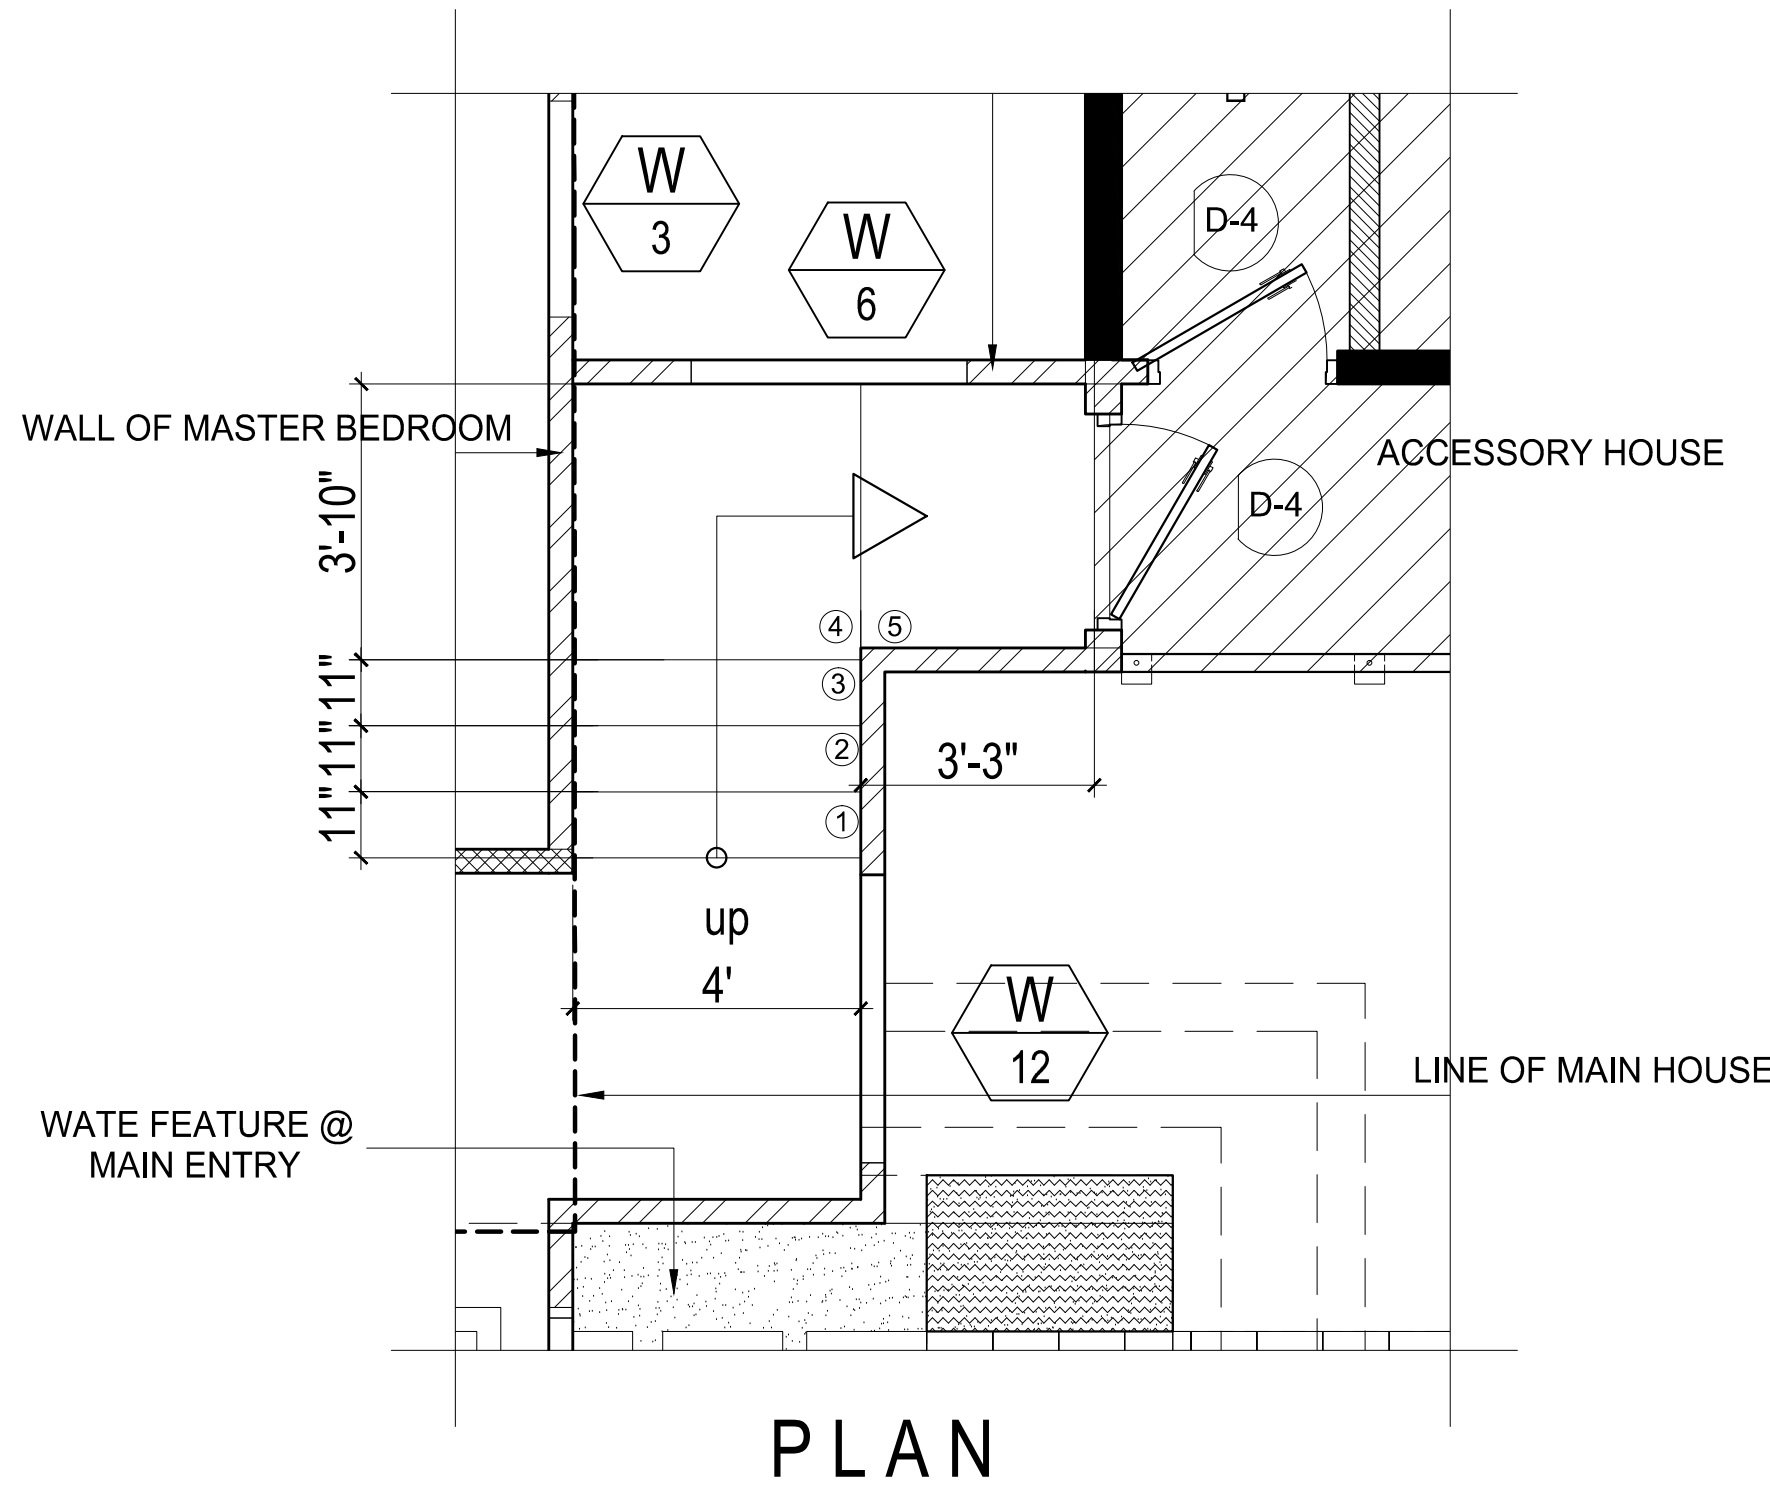 W
3
W
6
D-4
WALL OF MASTER BEDROOM
ACCESSORY HOUSE
3'-10"
D-4
4
5
11"
3
11"
2
3'-3"
11"
1
up
4'
W
12
LINE OF MAIN HOUSE
WATE FEATURE @
MAIN ENTRY
PLAN